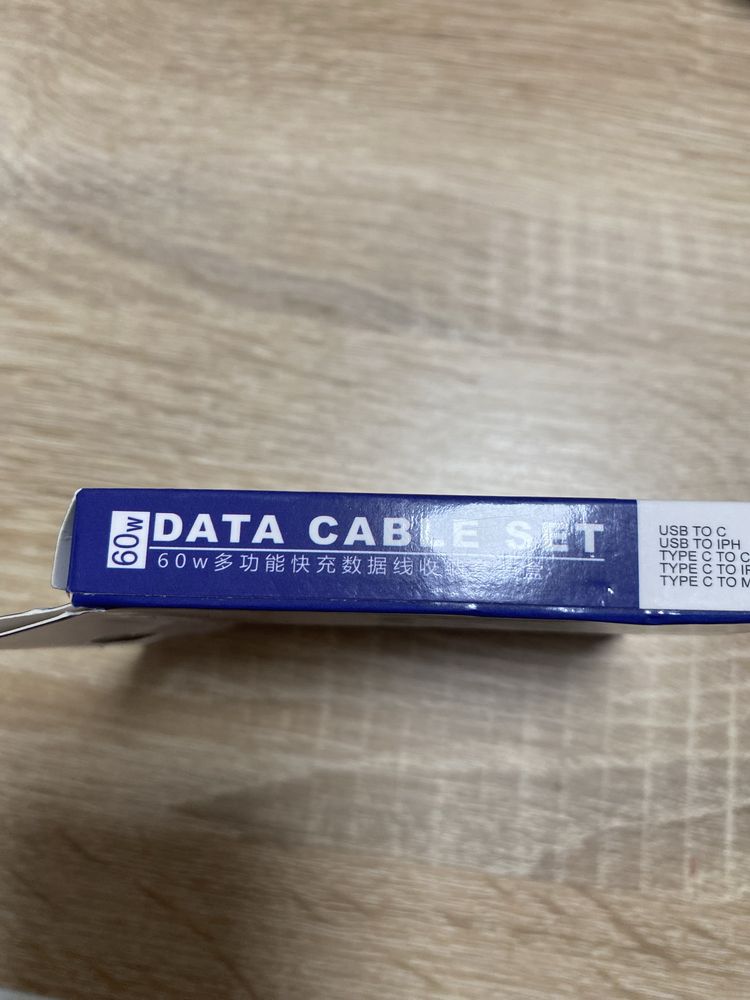 60w
DATA CABLE SET
60w多功能快充数据线收
USB TO C
USB TO IPH
TYPE C TO C
TYPE C TO IP
TYPE C TO M